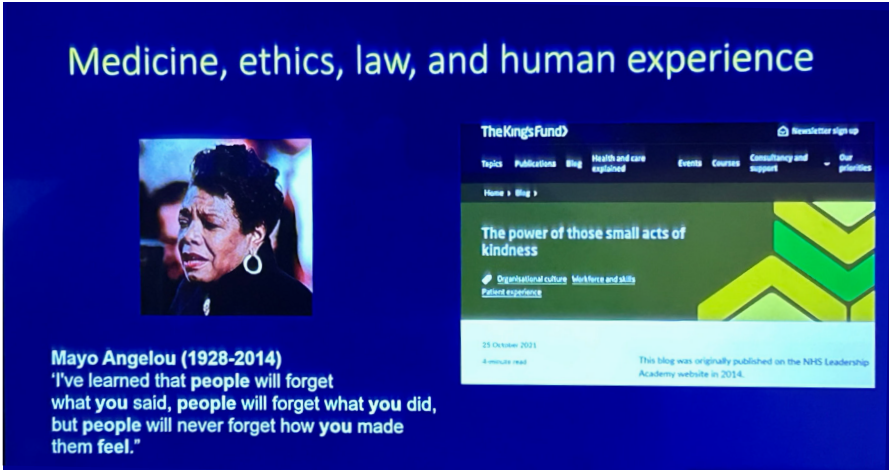 Medicine, ethics, law, and human experience
Mayo Angelou (1928-2014)
'I've learned that people will forget
what you said, people will forget what you did,
but people will never forget how you made
them feel.”
The King's Fund>
Newsletter sign up
Topics Publications Blog Health and care explained Events Courses Consultancy and support Our priorities
Home > Blog >
The power of those small acts of
kindness
Organisational culture Workforce and skills
Patient experience
25 October 2021
4-minute read
This blog was originally published on the NHS Leadership
Academy website in 2014.